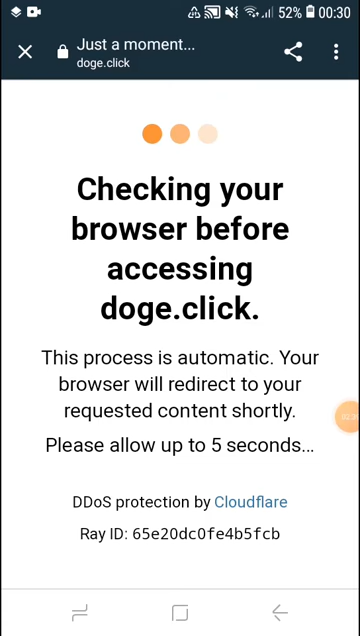 52% 00:30
Just a moment...
doge.click
Checking your
browser before
accessing
doge.click.
This process is automatic. Your
browser will redirect to your
requested content shortly.
Please allow up to 5 seconds...
DDoS protection by Cloudflare
Ray ID: 65e20dc0fe4b5fcb